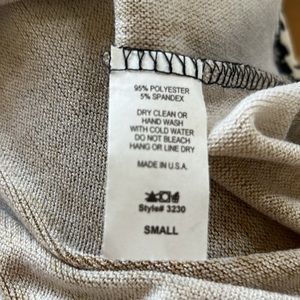 95% POLYESTER
5% SPANDEX
DRY CLEAN OR
HAND WASH
WITH COLD WATER
DO NOT BLEACH
HANG OR LINE DRY
MADE IN U.S.A.
Style# 3230
SMALL